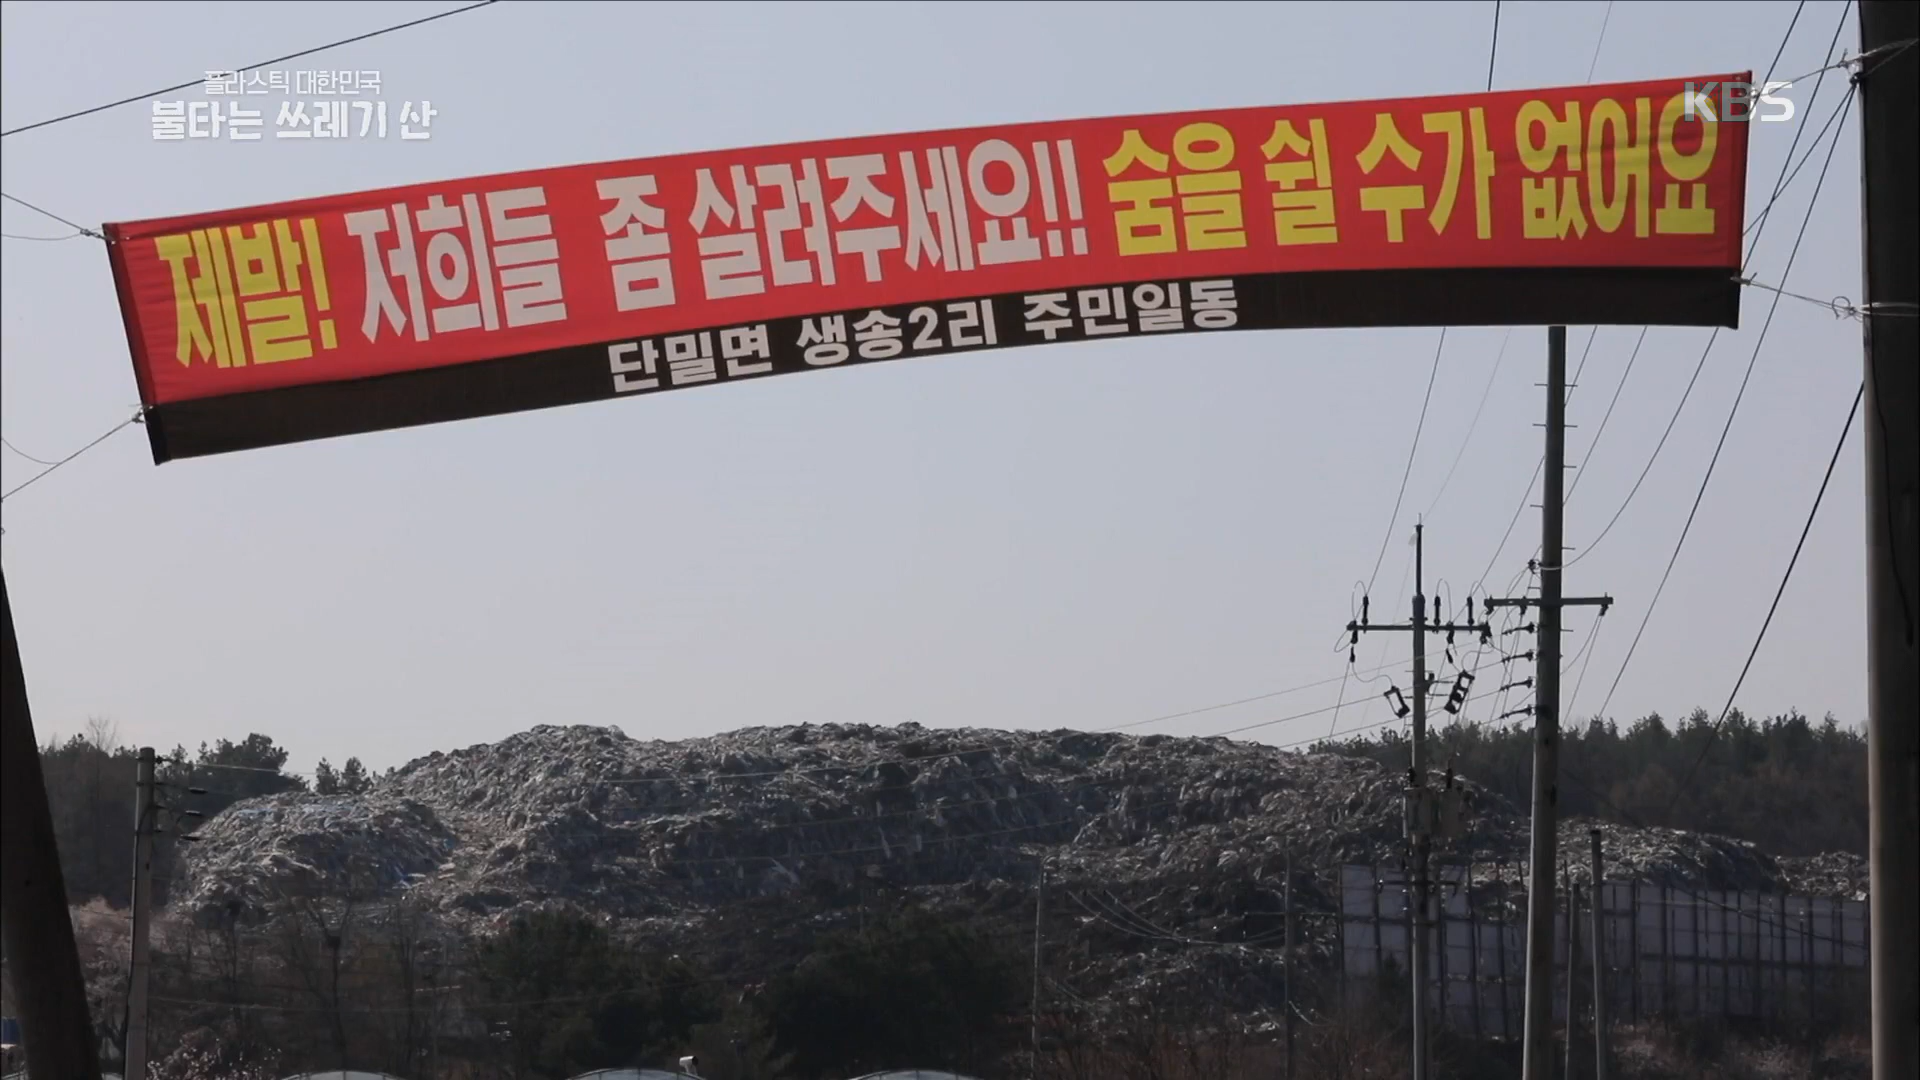 플라스틱 대한민국
불타는 쓰레기 산
KBS
제발! 저희들 좀 살려주세요!! 숨을 쉴 수가 없어요
단밀면 생송2리 주민일동